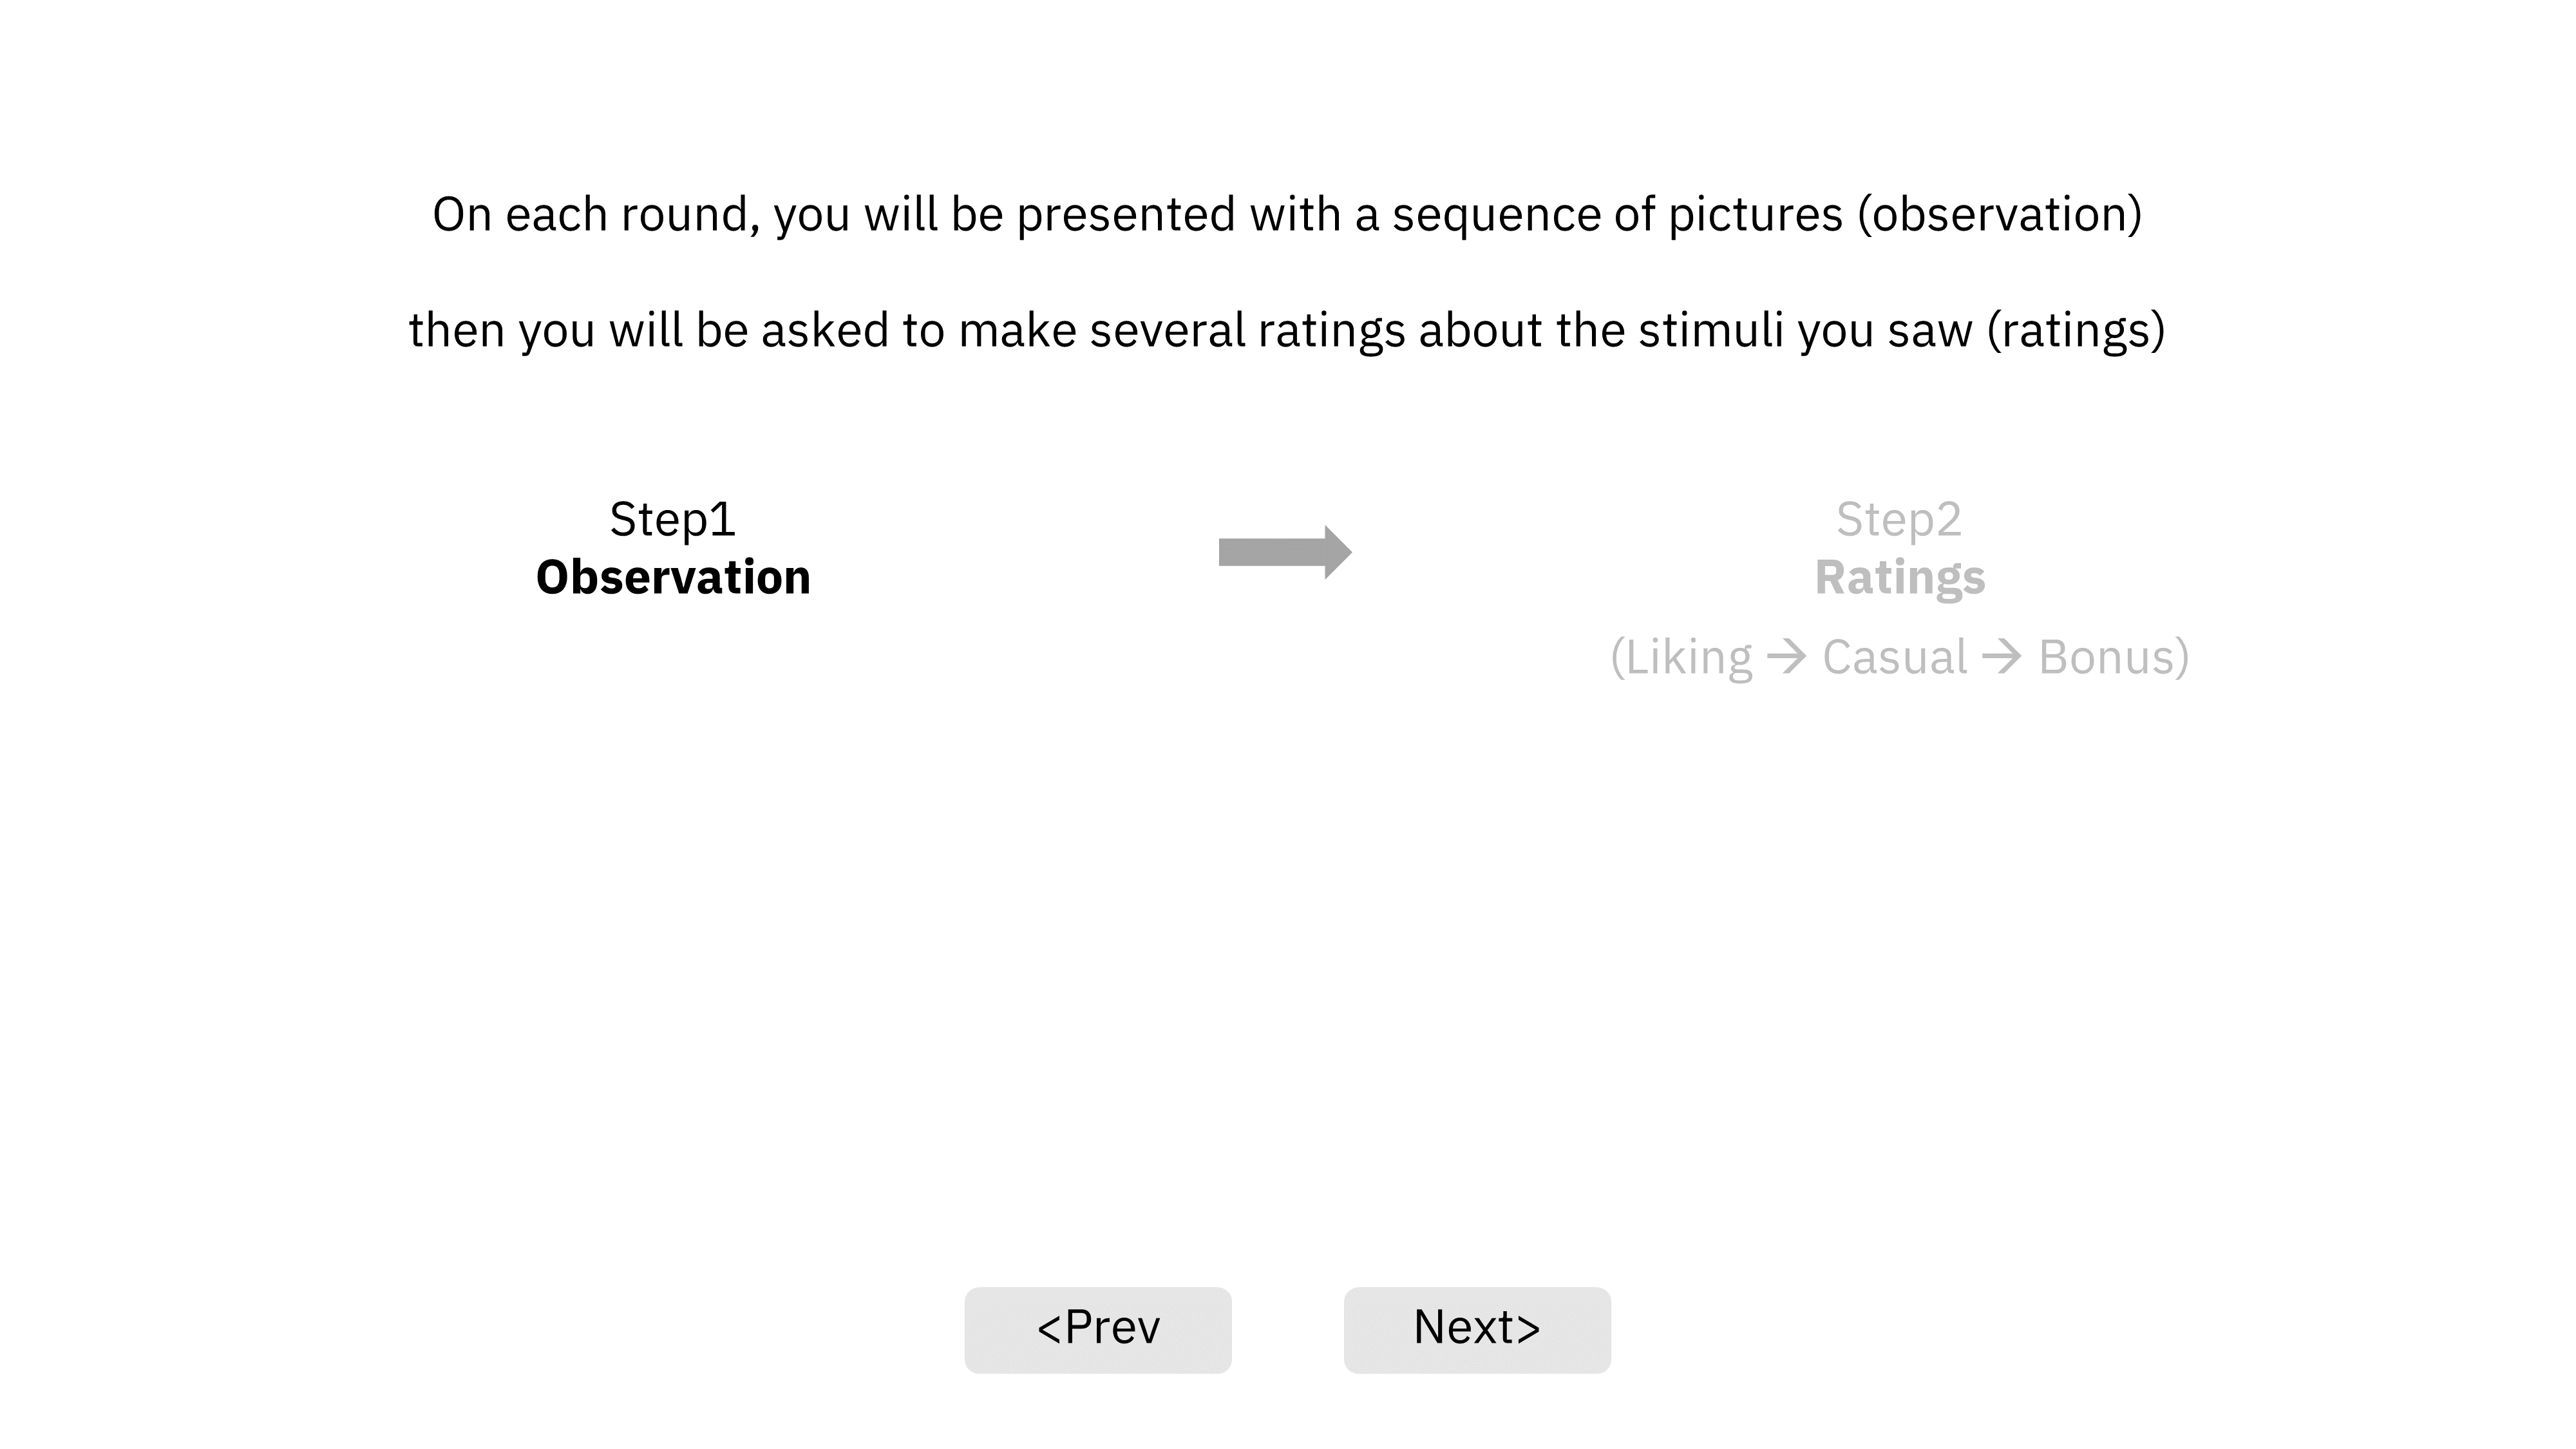 On each round, you will be presented with a sequence of pictures (observation)
then you will be asked to make several ratings about the stimuli you saw (ratings)
Step1
Observation
Step2
Ratings
(Liking → Casual → Bonus)
<Prev
Next>